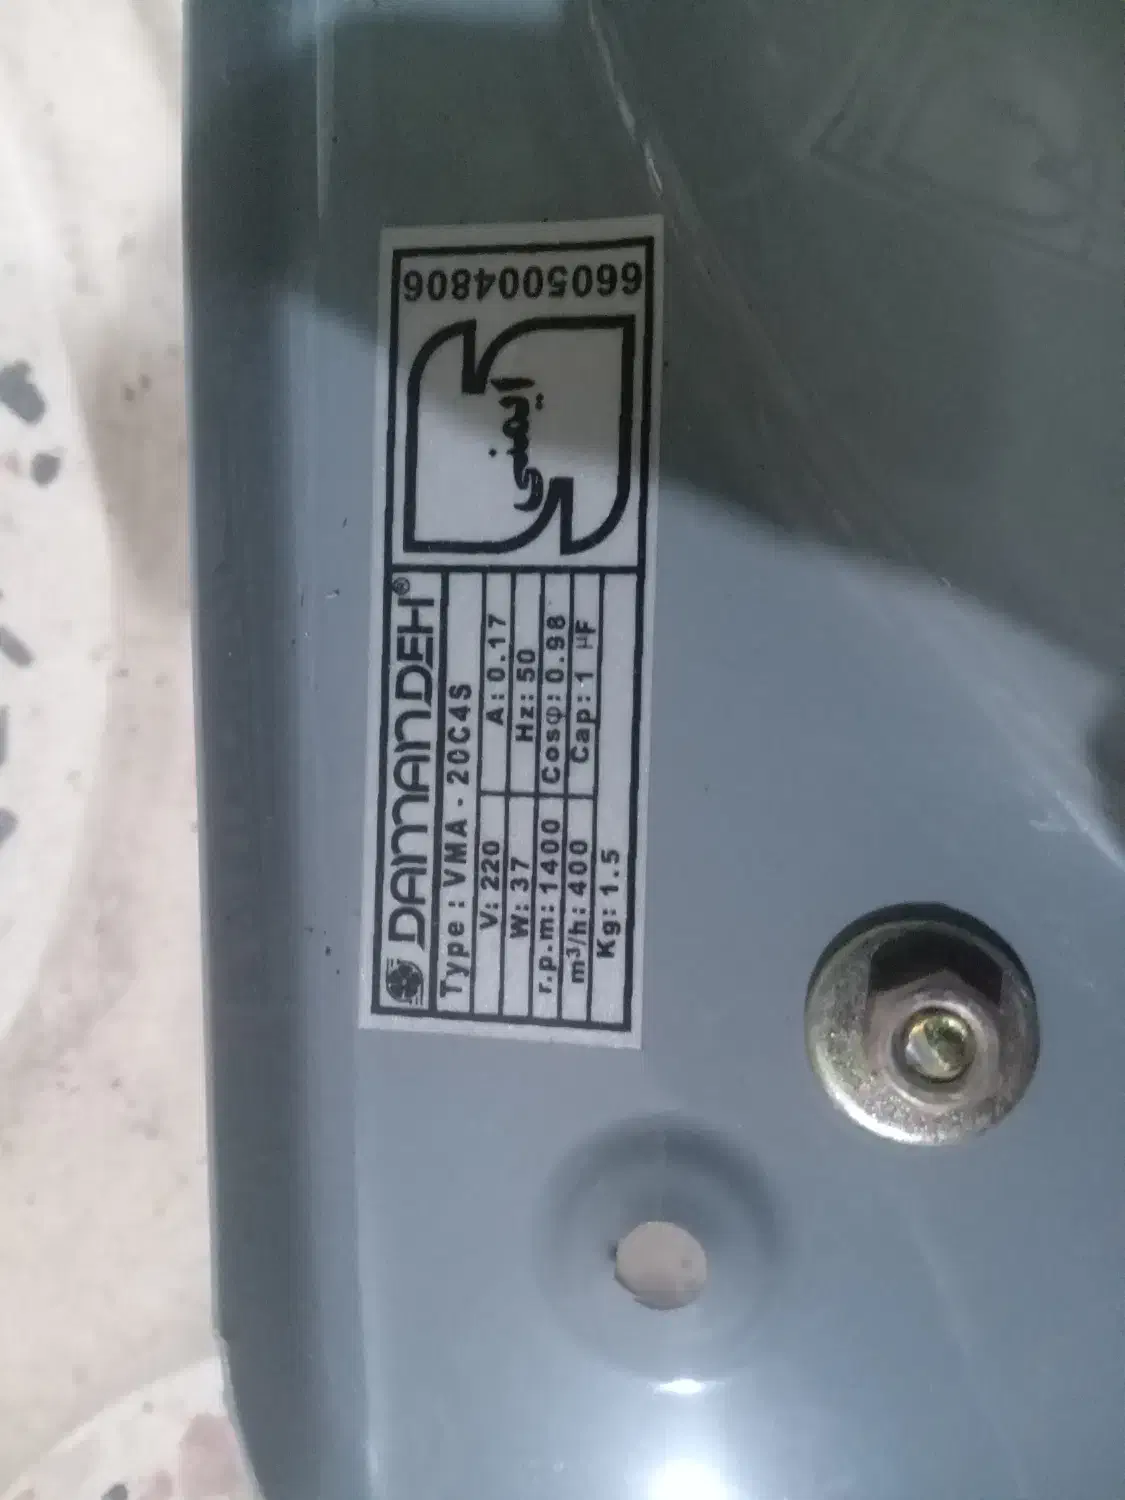 DAMANDEH®
Type: VMA - 20C4S
V: 220 A: 0.17
W: 37 Hz: 50
r.p.m: 1400 Cosφ: 0.98
m³/h: 400 Cap: 1 µF
Kg: 1.5
ایمنی
6605004806